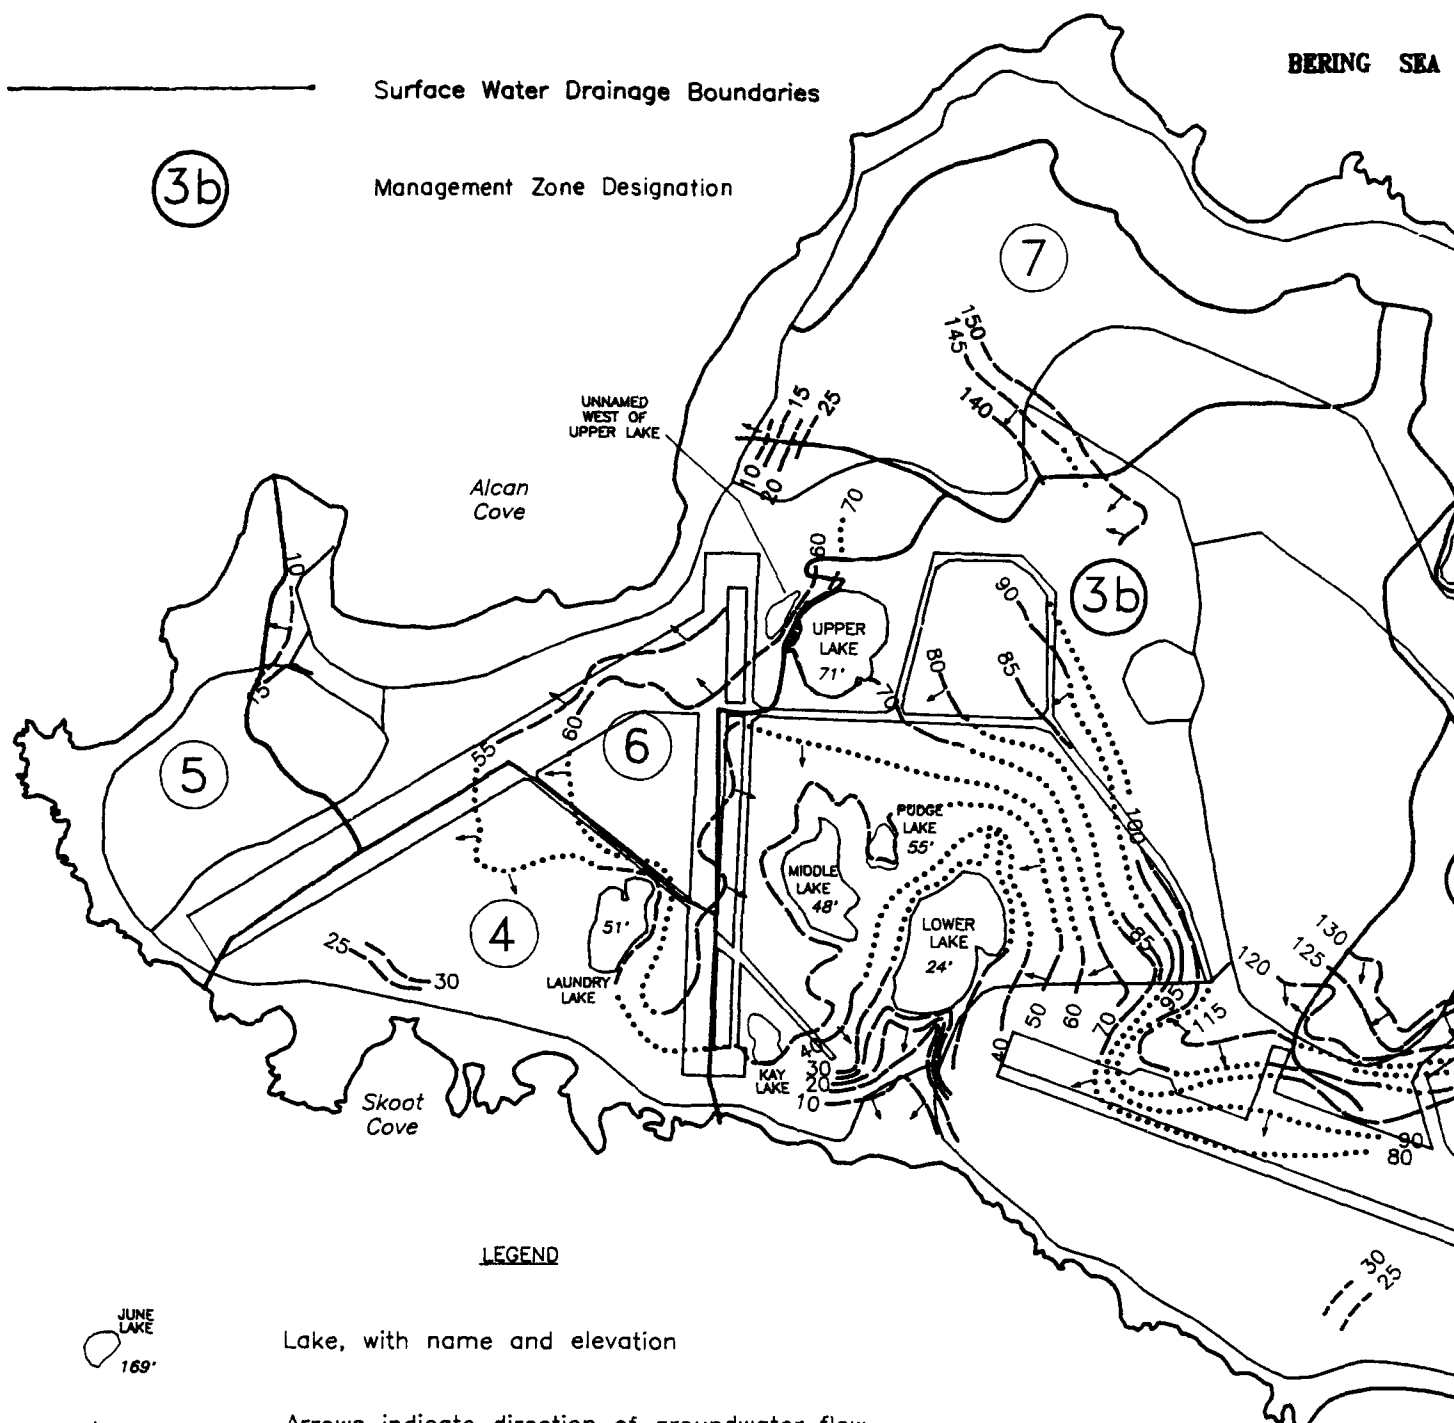 BERING SEA
Surface Water Drainage Boundaries
3b
Management Zone Designation
7
150
145
140
UNNAMED
WEST OF
UPPER LAKE
15
25
10
20
Alcan
Cove
70
60
10
15
3b
90
UPPER
LAKE
71'
80
85
70
5
55
60
6
PUDGE
LAKE
55'
100
MIDDLE
LAKE
48'
4
51'
LOWER
LAKE
24'
85
25
30
LAUNDRY
LAKE
130
125
120
95
115
50
60
70
40
40
30
20
10
KAY
LAKE
Skoot
Cove
90
80
30
25
LEGEND
JUNE
LAKE
169'
Lake, with name and elevation
Arrows indicate direction of groundwater flow